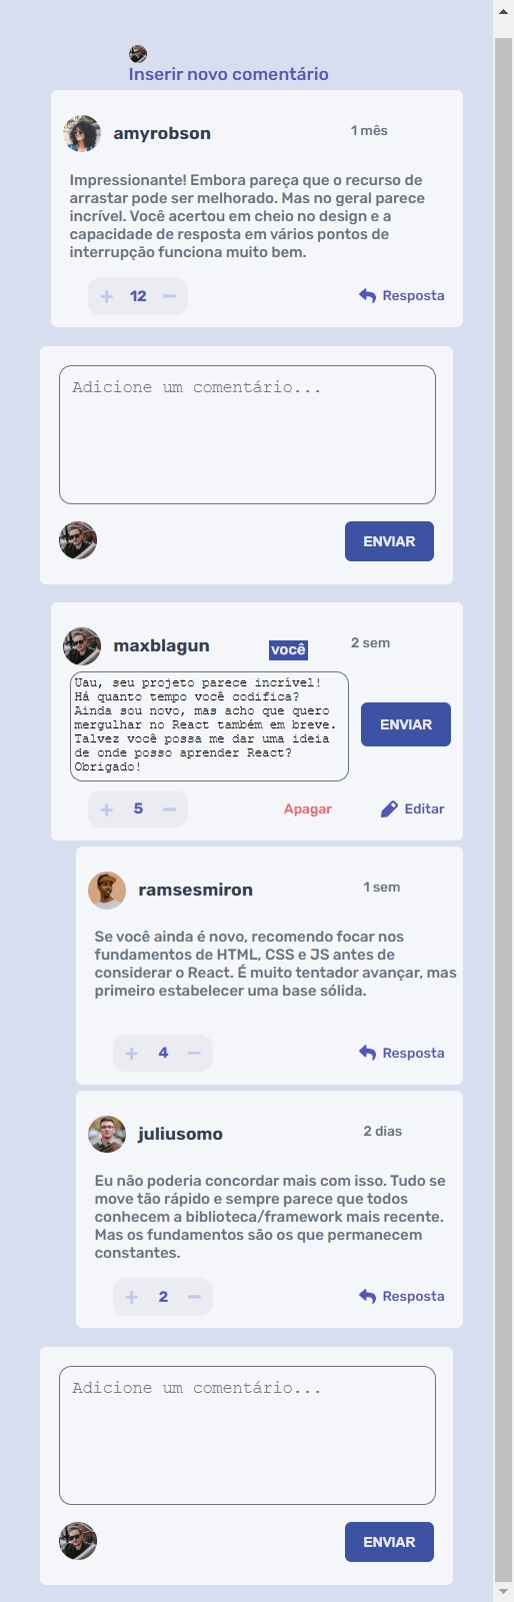 Inserir novo comentário
amyrobson
1 mês
Impressionante! Embora pareça que o recurso de
arrastar pode ser melhorado. Mas no geral parece
incrível. Você acertou em cheio no design e a
capacidade de resposta em vários pontos de
interrupção funciona muito bem.
+ 12 −
Resposta
Adicione um comentário...
ENVIAR
maxblagun
você
2 sem
Uau, seu projeto parece incrível!
Há quanto tempo você codifica?
Ainda sou novo, mas acho que quero
mergulhar no React também em breve.
Talvez você possa me dar uma ideia
de onde posso aprender React?
Obrigado!
ENVIAR
+ 5 −
Apagar
Editar
ramsesmiron
1 sem
Se você ainda é novo, recomendo focar nos
fundamentos de HTML, CSS e JS antes de
considerar o React. É muito tentador avançar, mas
primeiro estabelecer uma base sólida.
+ 4 −
Resposta
juliusomo
2 dias
Eu não poderia concordar mais com isso. Tudo se
move tão rápido e sempre parece que todos
conhecem a biblioteca/framework mais recente.
Mas os fundamentos são os que permanecem
constantes.
+ 2 −
Resposta
Adicione um comentário...
ENVIAR